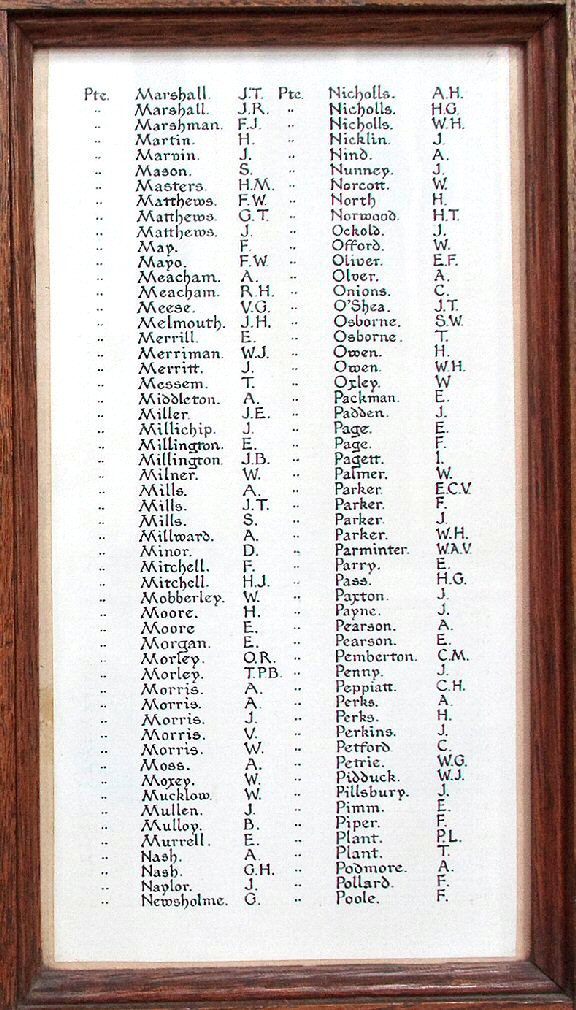 Pte. Marshall. J.T. Pte. Nicholls. A.H.
" Marshall. J.R. " Nicholls. H.G.
" Marshman. F.J. " Nicholls. W.H.
" Martin. H. " Nicklin. J.
" Marvin. J. " Nind. A.
" Mason. S. " Nunney. J.
" Masters. H.M. " Norcott. W.
" Matthews. F.W. " North H.
" Matthews. G.T. " Norwood. H.T.
" Matthews. J. " Ockold. J.
" May. F. " Offord. W.
" Mayo. F.W. " Oliver. E.F.
" Meacham. A. " Olver. A.
" Meacham. R.H. " Onions. C.
" Meese. V.G. " O'Shea. J.T.
" Melmouth. J.H. " Osborne. S.W.
" Merrill. E. " Osborne. T.
" Merriman. W.J. " Owen. H.
" Merritt. J. " Owen. W.H.
" Messem. T. " Oxley. W
" Middleton. A. " Packman. E.
" Miller. J.E. " Padden. J.
" Millichip. J. " Page. E.
" Millington. E. " Page. F.
" Millington. J.B. " Pagett. I.
" Milner. W. " Palmer. W.
" Mills. A. " Parker. E.C.V.
" Mills. J.T. " Parker. F.
" Mills. S. " Parker. J.
" Millward. A. " Parker. W.H.
" Minor. D. " Parminter. W.A.V.
" Mitchell. F. " Parry. E.
" Mitchell. H.J. " Pass. H.G.
" Mobberley. W. " Paxton. J.
" Moore. H. " Payne. J.
" Moore E. " Pearson. A.
" Morgan. E. " Pearson. E.
" Morley. O.R. " Pemberton. C.M.
" Morley. T.P.B. " Penny. J.
" Morris. A. " Peppiatt. C.H.
" Morris. A. " Perks. A.
" Morris. J. " Perks. H.
" Morris. V. " Perkins. J.
" Morris. W. " Petford. C.
" Moss. A. " Petrie. W.G.
" Moxey. W. " Pidduck. W.J.
" Mucklow. W. " Pillsbury. J.
" Mullen. J. " Pimm. E.
" Mulloy. B. " Piper. F.
" Murrell. E. " Plant. P.L.
" Nash. A. " Plant. T.
" Nash. G.H. " Podmore. A.
" Naylor. J. " Pollard. F.
" Newsholme. G. " Poole. F.